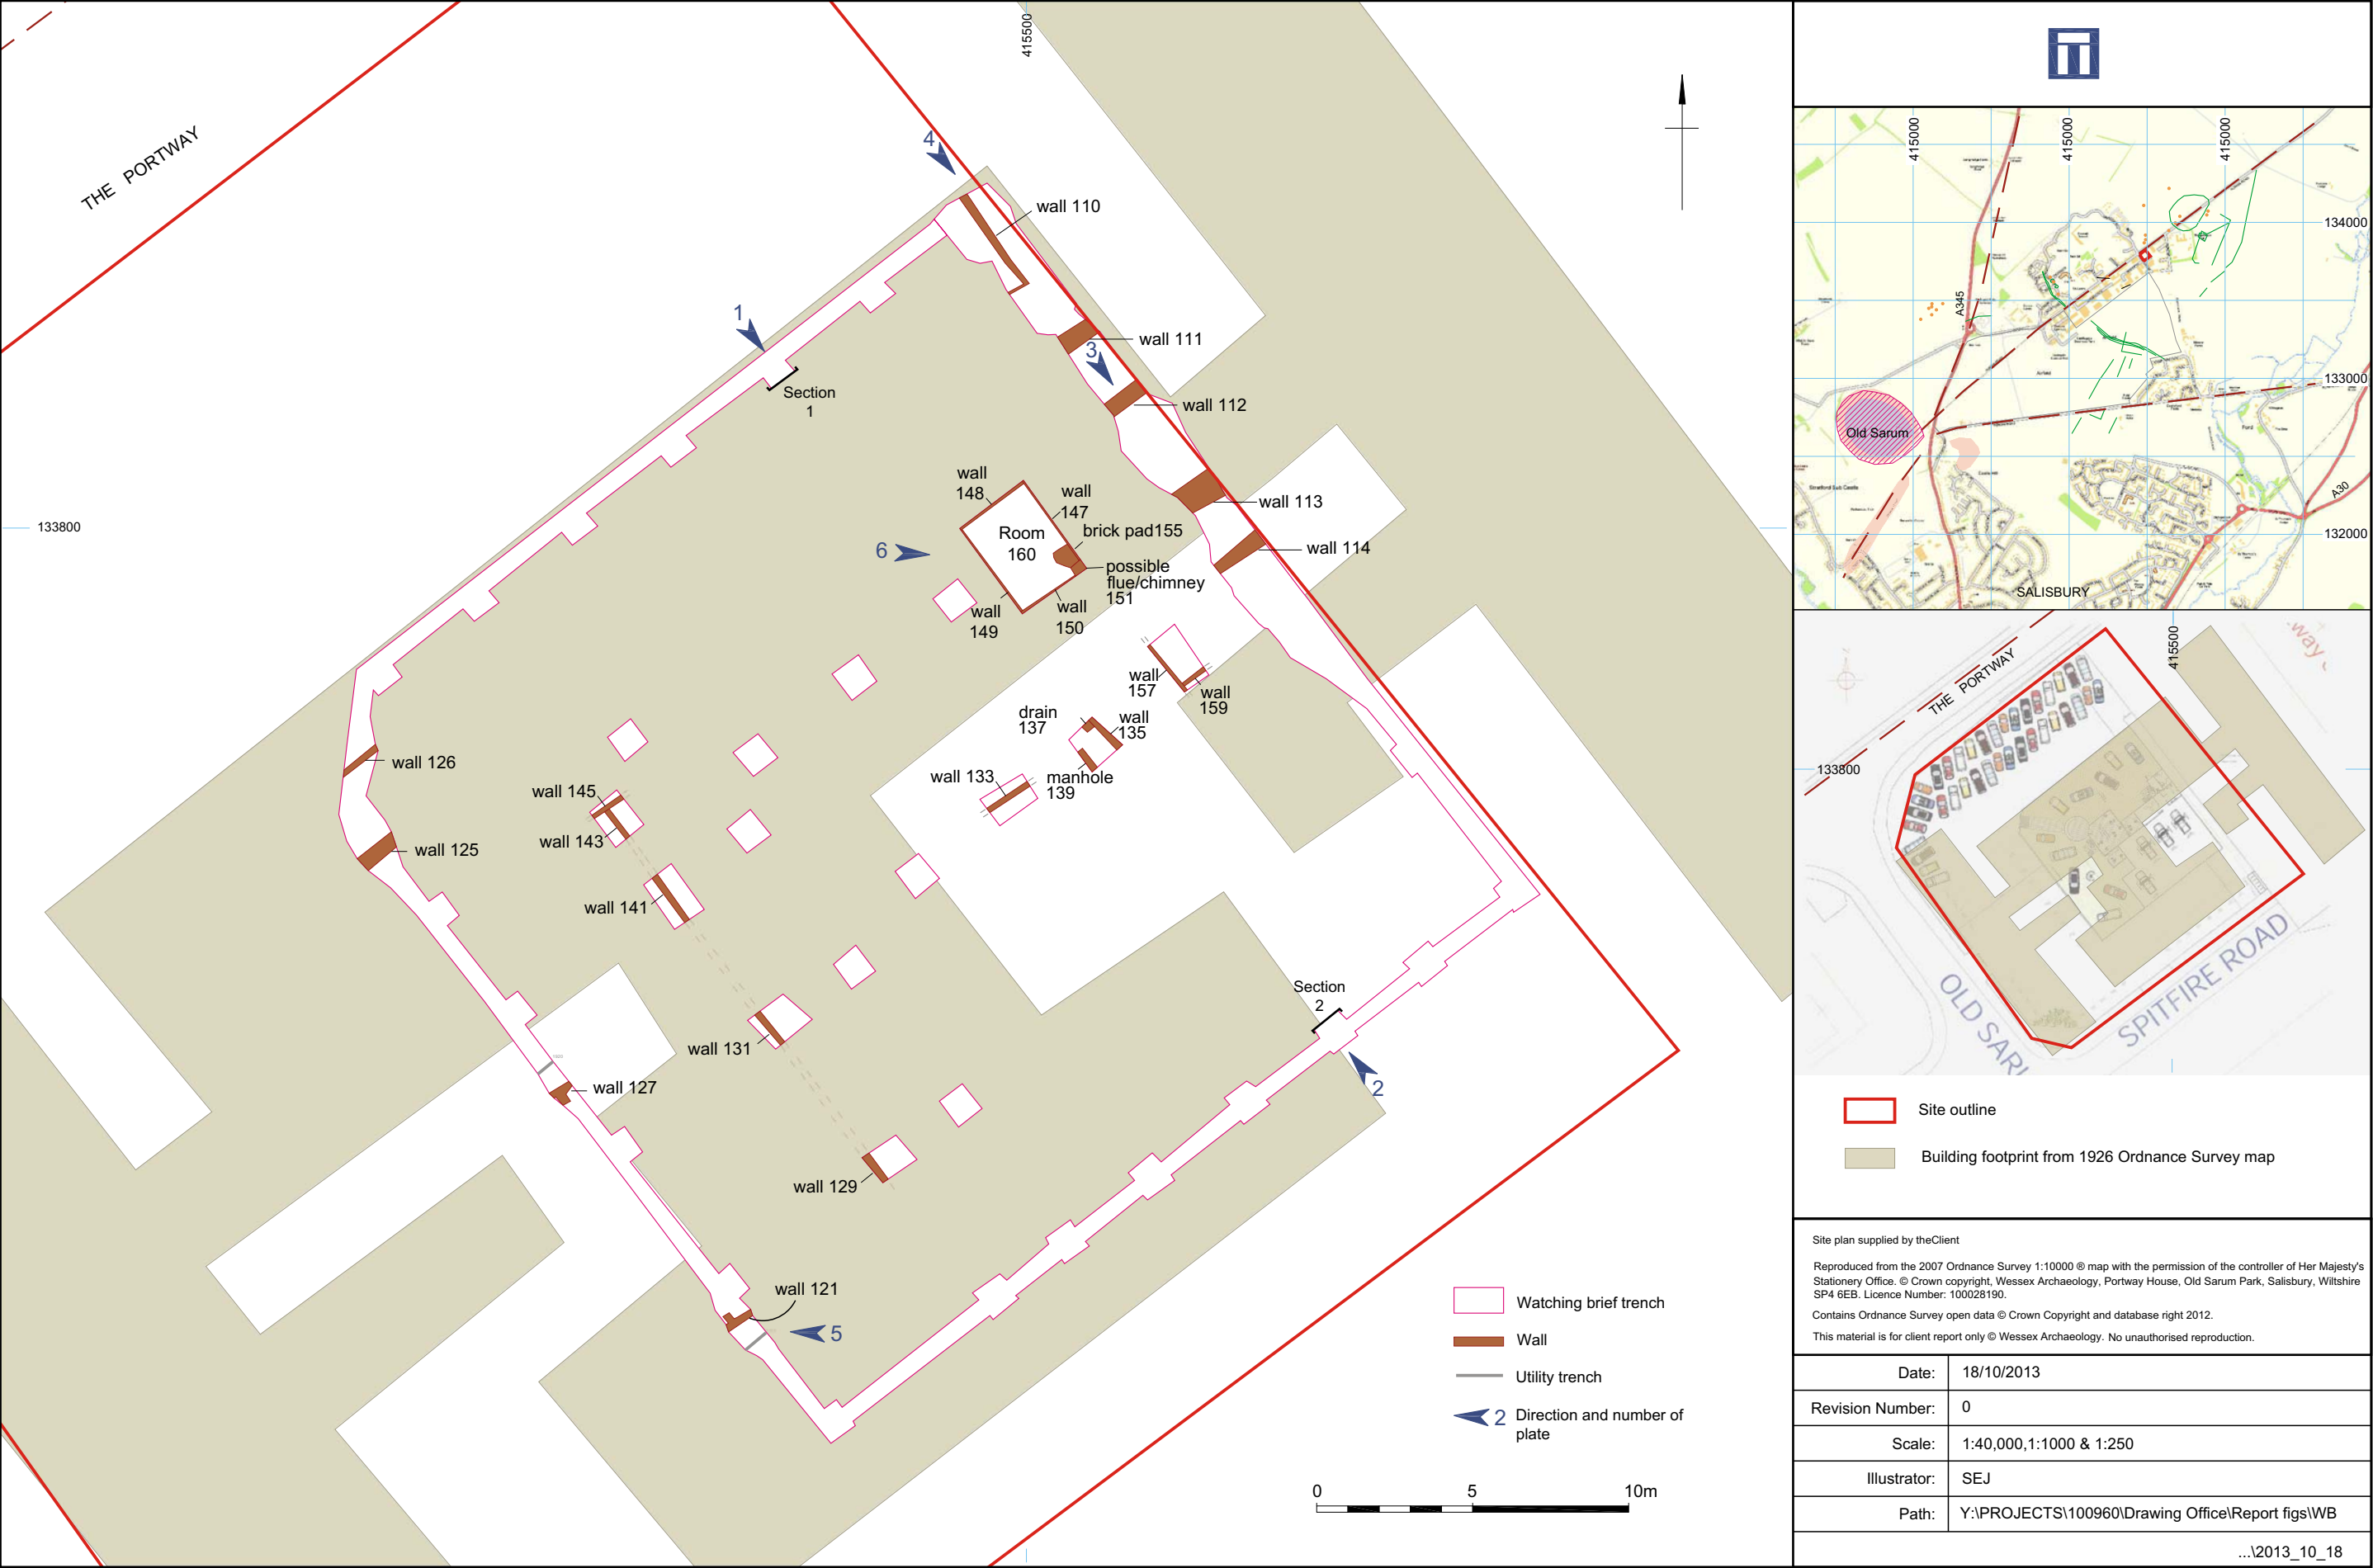 THE PORTWAY
415500
133800
4
wall 110
1
wall 111
3
Section
1
wall 112
wall
148
wall
147
wall 113
Room
160
brick pad155
6
wall 114
possible
flue/chimney
151
wall
149
wall
150
wall
157
wall
159
drain
137
wall
135
wall 126
wall 133
manhole
139
wall 145
wall 143
wall 125
wall 141
Section
2
wall 131
wall 127
2
wall 129
wall 121
5
Watching brief trench
Wall
Utility trench
2 Direction and number of
plate
0 5 10m
415000
415000
415000
134000
A345
133000
Old Sarum
Stratford Sub Castle
Ford
A30
132000
SALISBURY
415500
THE PORTWAY
133800
OLD SARU
SPITFIRE ROAD
Site outline
Building footprint from 1926 Ordnance Survey map
Site plan supplied by theClient
Reproduced from the 2007 Ordnance Survey 1:10000 ® map with the permission of the controller of Her Majesty's
Stationery Office. © Crown copyright, Wessex Archaeology, Portway House, Old Sarum Park, Salisbury, Wiltshire
SP4 6EB. Licence Number: 100028190.
Contains Ordnance Survey open data © Crown Copyright and database right 2012.
This material is for client report only © Wessex Archaeology. No unauthorised reproduction.
Date: 18/10/2013
Revision Number: 0
Scale: 1:40,000,1:1000 & 1:250
Illustrator: SEJ
Path: Y:\PROJECTS\100960\Drawing Office\Report figs\WB
...\2013_10_18